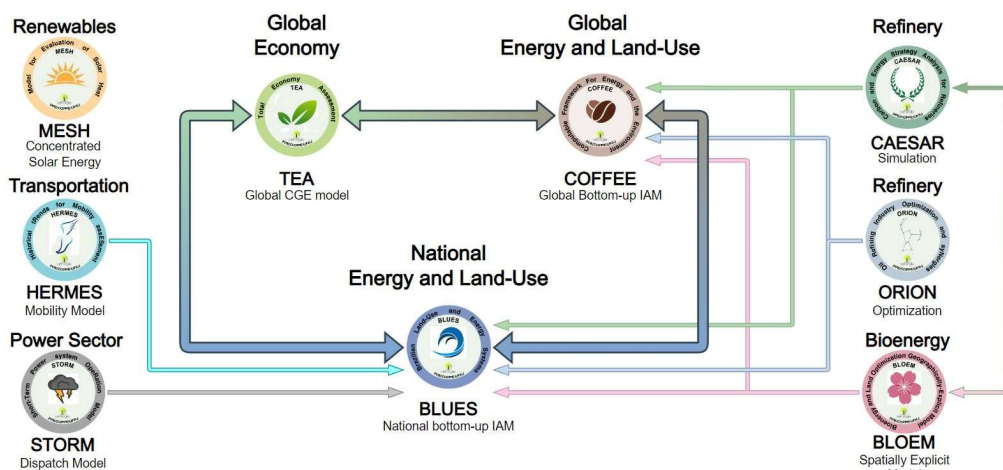 Renewables
Model for Evaluation of Solar Heat
MESH
MESH
Concentrated
Solar Energy
Global
Economy
Total Economy Assessment
TEA
TEA
Global CGE model
Global
Energy and Land-Use
Computable Framework For Energy and the Environment
COFFEE
COFFEE
Global Bottom-up IAM
Refinery
Carbon and Energy Strategy Analysis for Refineries
CAESAR
CAESAR
Simulation
Transportation
Historical tRends for Mobility assESsment
HERMES
HERMES
Mobility Model
National
Energy and Land-Use
Brazilian Land-Use and Energy Systems
BLUES
BLUES
National bottom-up IAM
Refinery
Oil Refining Industry Optimization and syNergies
ORION
ORION
Optimization
Power Sector
Short-Term Power system OpeRation Model
STORM
STORM
Dispatch Model
Bioenergy
Bioenergy and Land Optimization Geographically-Explicit Model
BLOEM
BLOEM
Spatially Explicit